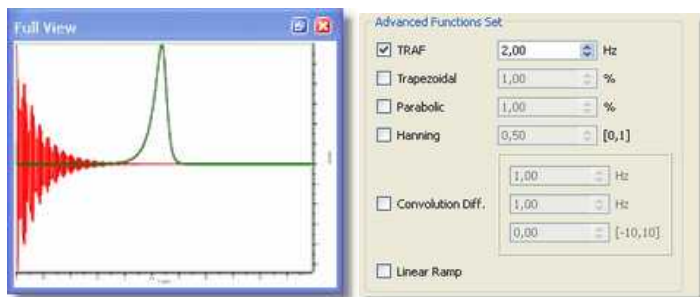 Full View
Advanced Functions Set
TRAF 2,00 Hz
Trapezoidal 1,00 %
Parabolic 1,00 %
Hanning 0,50 [0,1]
1,00 Hz
Convolution Diff. 1,00 Hz
0,00 [-10,10]
Linear Ramp